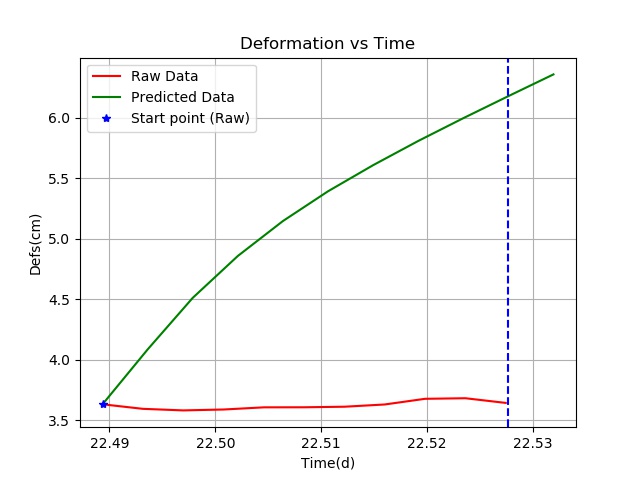 Deformation vs Time
Raw Data
Predicted Data
Start point (Raw)
Defs(cm)
6.0
5.5
5.0
4.5
4.0
3.5
22.49 22.50 22.51 22.52 22.53
Time(d)